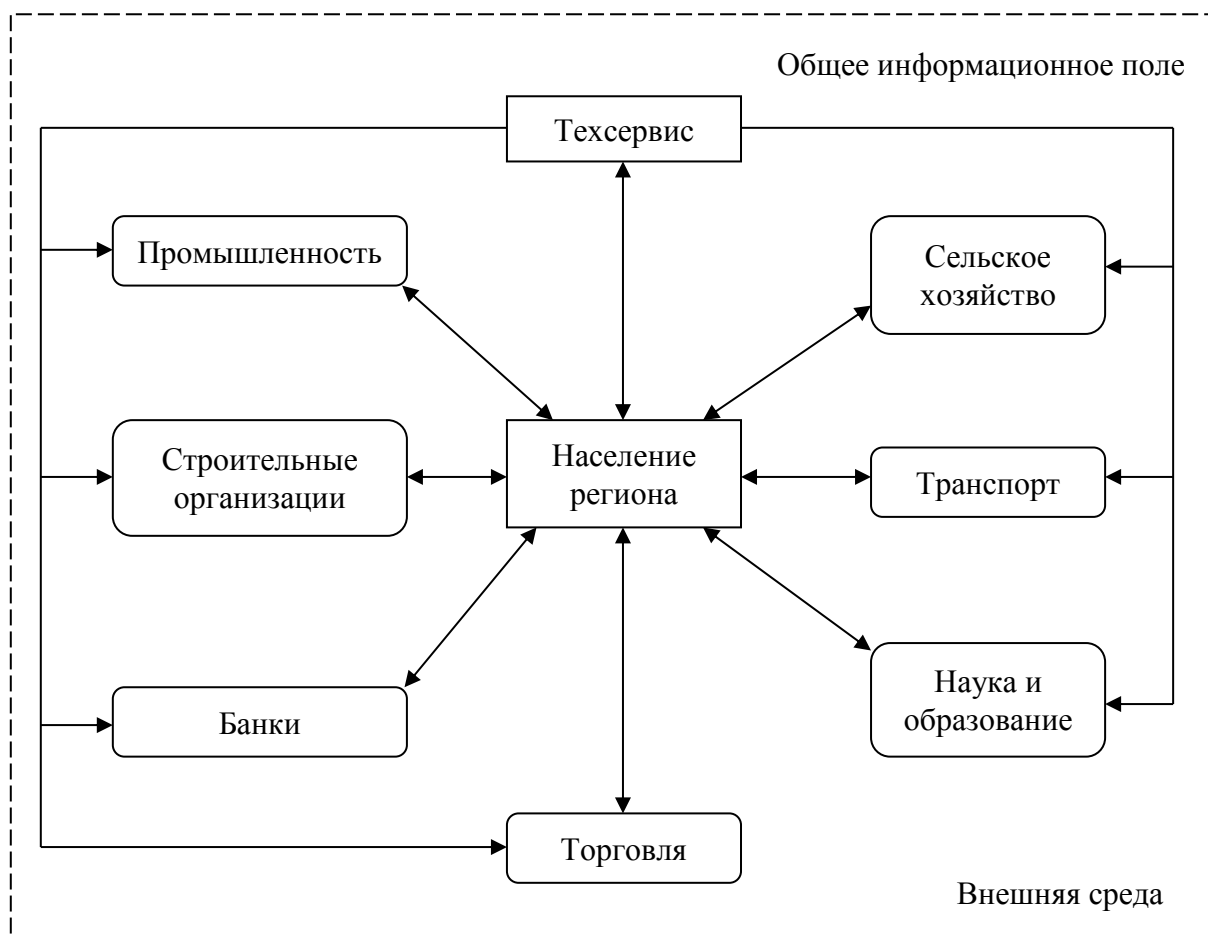 Общее информационное поле
Техсервис
Промышленность
Сельское
хозяйство
Строительные
организации
Население
региона
Транспорт
Банки
Наука и
образование
Торговля
Внешняя среда